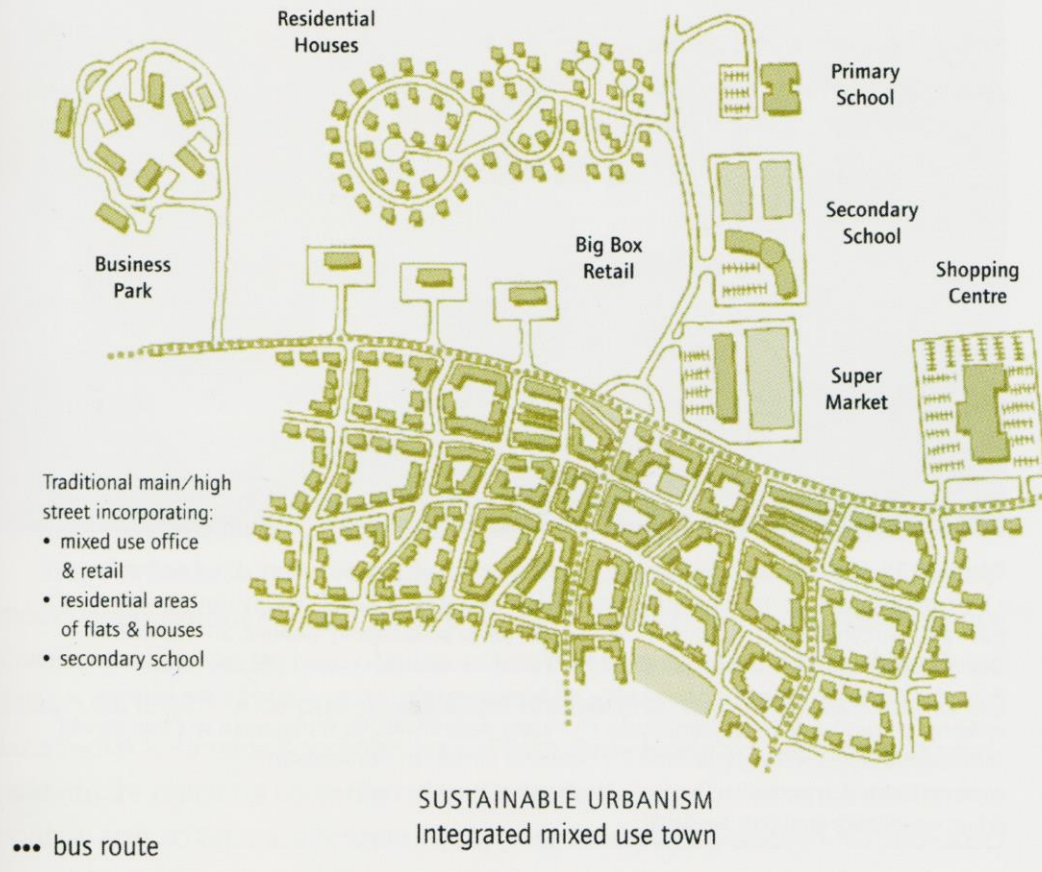 Residential
Houses
Primary
School
Secondary
School
Big Box
Retail
Business
Park
Shopping
Centre
Super
Market
Traditional main/high
street incorporating:
• mixed use office
& retail
• residential areas
of flats & houses
• secondary school
SUSTAINABLE URBANISM
Integrated mixed use town
••• bus route